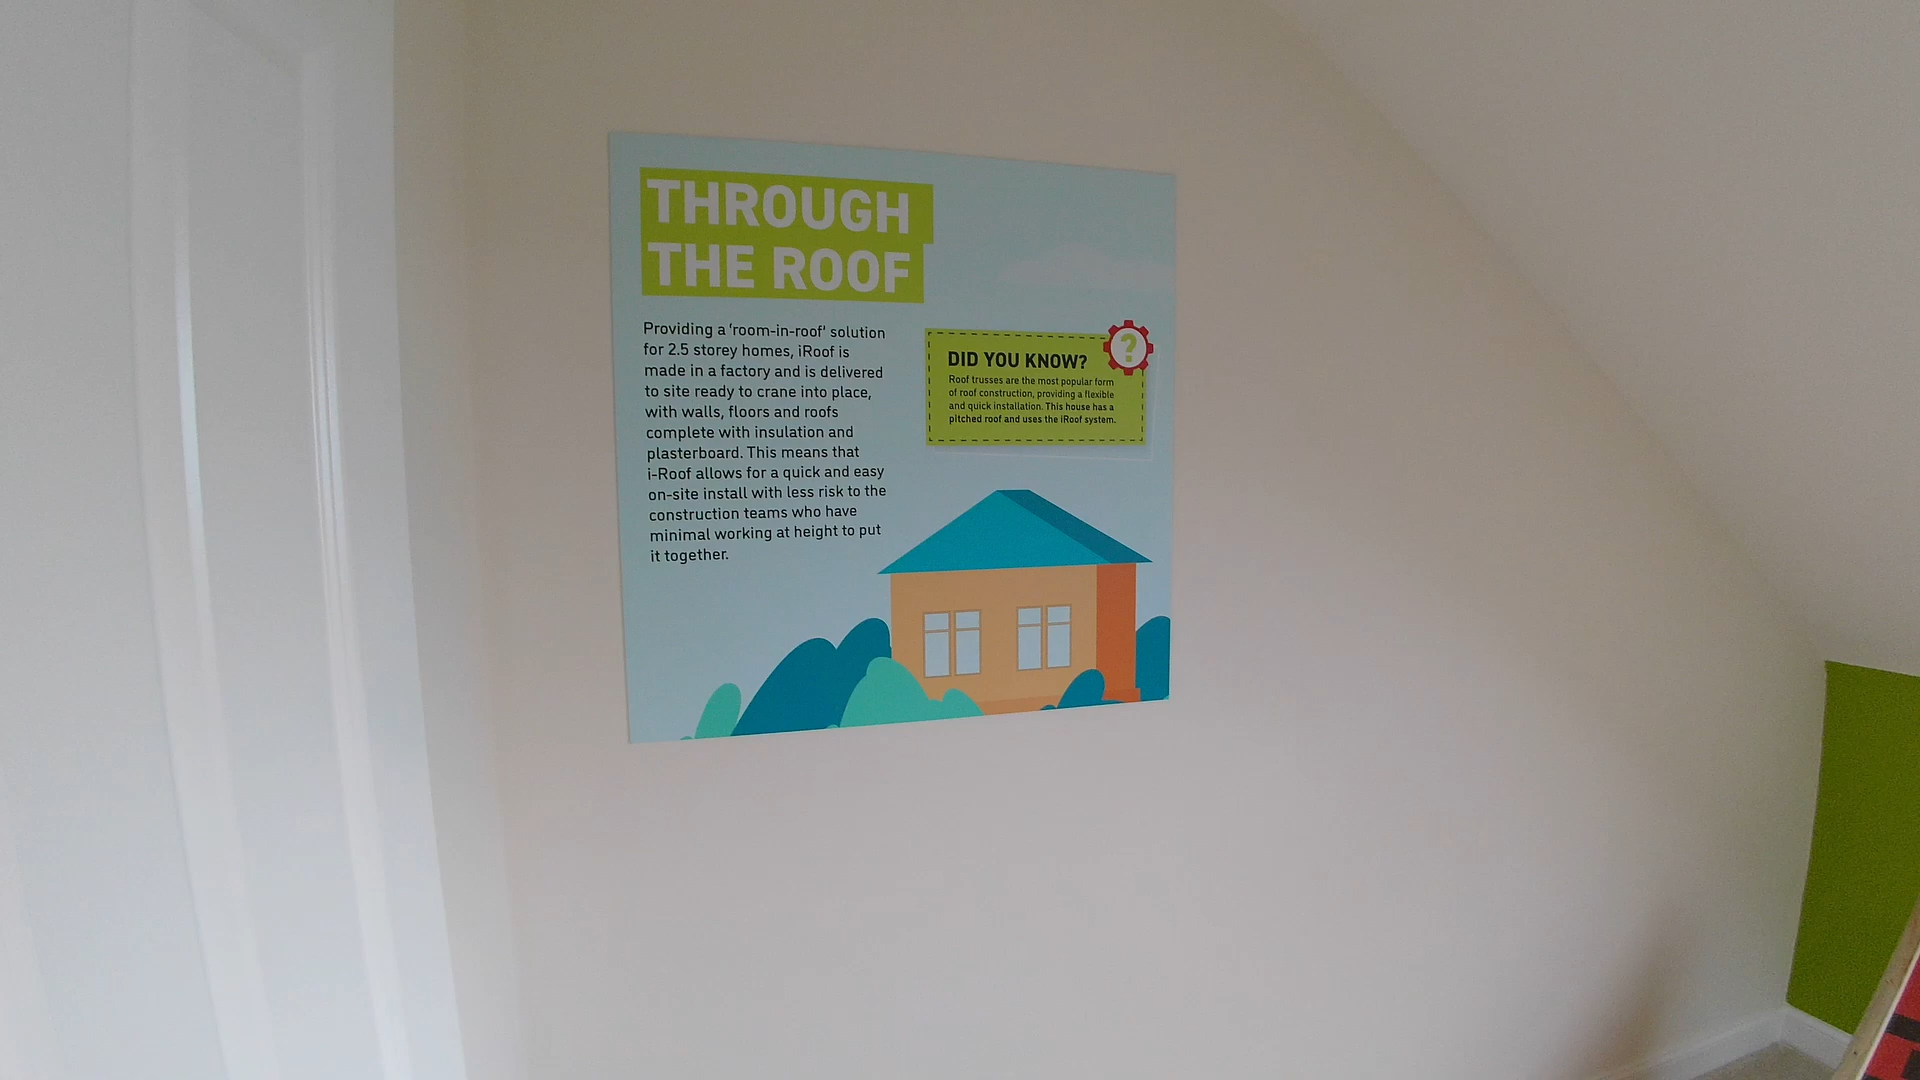 THROUGH
THE ROOF
Providing a 'room-in-roof' solution
for 2.5 storey homes, iRoof is
made in a factory and is delivered
to site ready to crane into place,
with walls, floors and roofs
complete with insulation and
plasterboard. This means that
i-Roof allows for a quick and easy
on-site install with less risk to the
construction teams who have
minimal working at height to put
it together.
?
DID YOU KNOW?
Roof trusses are the most popular form
of roof construction, providing a flexible
and quick installation. This house has a
pitched roof and uses the iRoof system.